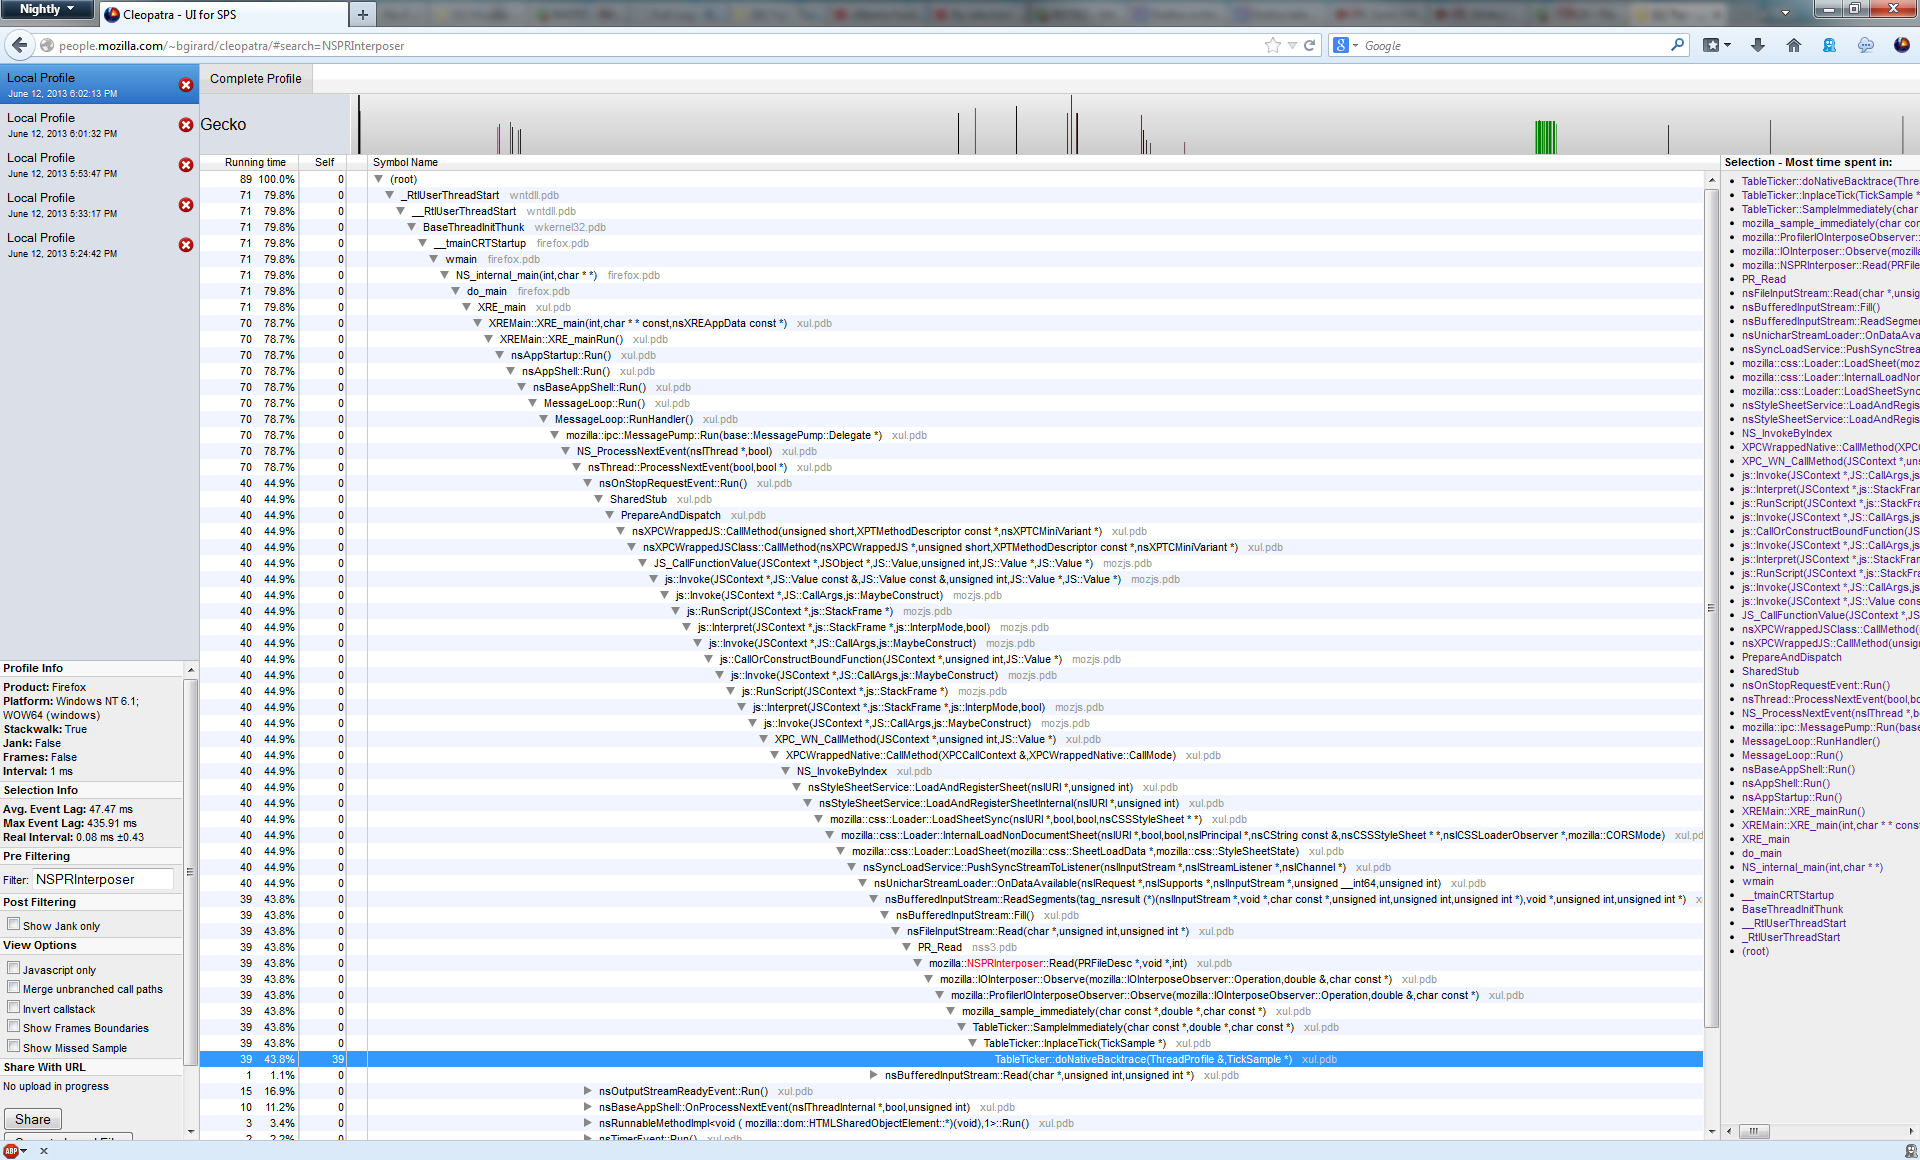 Nightly
Cleopatra - UI for SPS
people.mozilla.com/~bgirard/cleopatra/#search=NSPRInterposer
Google
Local Profile
June 12, 2013 6:02:13 PM
Local Profile
June 12, 2013 6:01:32 PM
Local Profile
June 12, 2013 5:53:47 PM
Local Profile
June 12, 2013 5:33:17 PM
Local Profile
June 12, 2013 5:24:42 PM
Profile Info
Product: Firefox
Platform: Windows NT 6.1;
WOW64 (windows)
Stackwalk: True
Jank: False
Frames: False
Interval: 1 ms
Selection Info
Avg. Event Lag: 47.47 ms
Max Event Lag: 435.91 ms
Real Interval: 0.08 ms ±0.43
Pre Filtering
Filter: NSPRInterposer
Post Filtering
Show Jank only
View Options
Javascript only
Merge unbranched call paths
Invert callstack
Show Frames Boundaries
Show Missed Sample
Share With URL
No upload in progress
Share
ABP
Complete Profile
Gecko
Running time Self Symbol Name
89 100.0% 0 (root)
71 79.8% 0 _RtlUserThreadStart wntdll.pdb
71 79.8% 0 __RtlUserThreadStart wntdll.pdb
71 79.8% 0 BaseThreadInitThunk wkernel32.pdb
71 79.8% 0 __tmainCRTStartup firefox.pdb
71 79.8% 0 wmain firefox.pdb
71 79.8% 0 NS_internal_main(int,char * *) firefox.pdb
71 79.8% 0 do_main firefox.pdb
71 79.8% 0 XRE_main xul.pdb
70 78.7% 0 XREMain::XRE_main(int,char * * const,nsXREAppData const *) xul.pdb
70 78.7% 0 XREMain::XRE_mainRun() xul.pdb
70 78.7% 0 nsAppStartup::Run() xul.pdb
70 78.7% 0 nsAppShell::Run() xul.pdb
70 78.7% 0 nsBaseAppShell::Run() xul.pdb
70 78.7% 0 MessageLoop::Run() xul.pdb
70 78.7% 0 MessageLoop::RunHandler() xul.pdb
70 78.7% 0 mozilla::ipc::MessagePump::Run(base::MessagePump::Delegate *) xul.pdb
70 78.7% 0 NS_ProcessNextEvent(nsIThread *,bool) xul.pdb
70 78.7% 0 nsThread::ProcessNextEvent(bool,bool *) xul.pdb
40 44.9% 0 nsOnStopRequestEvent::Run() xul.pdb
40 44.9% 0 SharedStub xul.pdb
40 44.9% 0 PrepareAndDispatch xul.pdb
40 44.9% 0 nsXPCWrappedJS::CallMethod(unsigned short,XPTMethodDescriptor const *,nsXPTCMiniVariant *) xul.pdb
40 44.9% 0 nsXPCWrappedJSClass::CallMethod(nsXPCWrappedJS *,unsigned short,XPTMethodDescriptor const *,nsXPTCMiniVariant *) xul.pdb
40 44.9% 0 JS_CallFunctionValue(JSContext *,JSObject *,JS::Value,unsigned int,JS::Value *,JS::Value *) mozjs.pdb
40 44.9% 0 js::Invoke(JSContext *,JS::Value const &,JS::Value const &,unsigned int,JS::Value *,JS::Value *) mozjs.pdb
40 44.9% 0 js::Invoke(JSContext *,JS::CallArgs,js::MaybeConstruct) mozjs.pdb
40 44.9% 0 js::RunScript(JSContext *,js::StackFrame *) mozjs.pdb
40 44.9% 0 js::Interpret(JSContext *,js::StackFrame *,js::InterpMode,bool) mozjs.pdb
40 44.9% 0 js::Invoke(JSContext *,JS::CallArgs,js::MaybeConstruct) mozjs.pdb
40 44.9% 0 js::CallOrConstructBoundFunction(JSContext *,unsigned int,JS::Value *) mozjs.pdb
40 44.9% 0 js::Invoke(JSContext *,JS::CallArgs,js::MaybeConstruct) mozjs.pdb
40 44.9% 0 js::RunScript(JSContext *,js::StackFrame *) mozjs.pdb
40 44.9% 0 js::Interpret(JSContext *,js::StackFrame *,js::InterpMode,bool) mozjs.pdb
40 44.9% 0 js::Invoke(JSContext *,JS::CallArgs,js::MaybeConstruct) mozjs.pdb
40 44.9% 0 XPC_WN_CallMethod(JSContext *,unsigned int,JS::Value *) xul.pdb
40 44.9% 0 XPCWrappedNative::CallMethod(XPCCallContext &,XPCWrappedNative::CallMode) xul.pdb
40 44.9% 0 NS_InvokeByIndex xul.pdb
40 44.9% 0 nsStyleSheetService::LoadAndRegisterSheet(nsIURI *,unsigned int) xul.pdb
40 44.9% 0 nsStyleSheetService::LoadAndRegisterSheetInternal(nsIURI *,unsigned int) xul.pdb
40 44.9% 0 mozilla::css::Loader::LoadSheetSync(nsIURI *,bool,bool,nsCSSStyleSheet * *) xul.pdb
40 44.9% 0 mozilla::css::Loader::InternalLoadNonDocumentSheet(nsIURI *,bool,bool,nsIPrincipal *,nsCString const &,nsCSSStyleSheet * *,nsICSSLoaderObserver *,mozilla::CORSMode) xul.pd
40 44.9% 0 mozilla::css::Loader::LoadSheet(mozilla::css::SheetLoadData *,mozilla::css::StyleSheetState) xul.pdb
40 44.9% 0 nsSyncLoadService::PushSyncStreamToListener(nsIInputStream *,nsIStreamListener *,nsIChannel *) xul.pdb
40 44.9% 0 nsUnicharStreamLoader::OnDataAvailable(nsIRequest *,nsISupports *,nsIInputStream *,unsigned __int64,unsigned int) xul.pdb
39 43.8% 0 nsBufferedInputStream::ReadSegments(tag_nsresult (*)(nsIInputStream *,void *,char const *,unsigned int,unsigned int,unsigned int *),void *,unsigned int,unsigned int *) x
39 43.8% 0 nsBufferedInputStream::Fill() xul.pdb
39 43.8% 0 nsFileInputStream::Read(char *,unsigned int,unsigned int *) xul.pdb
39 43.8% 0 PR_Read nss3.pdb
39 43.8% 0 mozilla::NSPRInterposer::Read(PRFileDesc *,void *,int) xul.pdb
39 43.8% 0 mozilla::IOInterposer::Observe(mozilla::IOInterposeObserver::Operation,double &,char const *) xul.pdb
39 43.8% 0 mozilla::ProfilerIOInterposeObserver::Observe(mozilla::IOInterposeObserver::Operation,double &,char const *) xul.pdb
39 43.8% 0 mozilla_sample_immediately(char const *,double *,char const *) xul.pdb
39 43.8% 0 TableTicker::SampleImmediately(char const *,double *,char const *) xul.pdb
39 43.8% 0 TableTicker::InplaceTick(TickSample *) xul.pdb
39 43.8% 39 TableTicker::doNativeBacktrace(ThreadProfile &,TickSample *) xul.pdb
1 1.1% 0 nsBufferedInputStream::Read(char *,unsigned int,unsigned int *) xul.pdb
15 16.9% 0 nsOutputStreamReadyEvent::Run() xul.pdb
10 11.2% 0 nsBaseAppShell::OnProcessNextEvent(nsIThreadInternal *,bool,unsigned int) xul.pdb
3 3.4% 0 nsRunnableMethodImpl<void ( mozilla::dom::HTMLSharedObjectElement::*)(void),1>::Run() xul.pdb
2 2.2% 0 nsTimerEvent::Run() xul.pdb
Selection - Most time spent in:
TableTicker::doNativeBacktrace(Thre
TableTicker::InplaceTick(TickSample *
TableTicker::SampleImmediately(char
mozilla_sample_immediately(char cor
mozilla::ProfilerIOInterposeObserver::
mozilla::IOInterposer::Observe(mozilla
mozilla::NSPRInterposer::Read(PRFile
PR_Read
nsFileInputStream::Read(char *,unsig
nsBufferedInputStream::Fill()
nsBufferedInputStream::ReadSegmen
nsUnicharStreamLoader::OnDataAvai
nsSyncLoadService::PushSyncStrea
mozilla::css::Loader::LoadSheet(moz
mozilla::css::Loader::InternalLoadNor
mozilla::css::Loader::LoadSheetSync
nsStyleSheetService::LoadAndRegis
nsStyleSheetService::LoadAndRegis
NS_InvokeByIndex
XPCWrappedNative::CallMethod(XPC
XPC_WN_CallMethod(JSContext *,uns
js::Invoke(JSContext *,JS::CallArgs,js
js::Interpret(JSContext *,js::StackFram
js::RunScript(JSContext *,js::StackFra
js::Invoke(JSContext *,JS::CallArgs,js
js::CallOrConstructBoundFunction(JS
js::Invoke(JSContext *,JS::CallArgs,js
js::Interpret(JSContext *,js::StackFram
js::RunScript(JSContext *,js::StackFra
js::Invoke(JSContext *,JS::CallArgs,js
js::Invoke(JSContext *,JS::Value cons
JS_CallFunctionValue(JSContext *,JS
nsXPCWrappedJSClass::CallMethod(
nsXPCWrappedJS::CallMethod(unsig
PrepareAndDispatch
SharedStub
nsOnStopRequestEvent::Run()
nsThread::ProcessNextEvent(bool,bo
NS_ProcessNextEvent(nsIThread *,b
mozilla::ipc::MessagePump::Run(base
MessageLoop::RunHandler()
MessageLoop::Run()
nsBaseAppShell::Run()
nsAppShell::Run()
nsAppStartup::Run()
XREMain::XRE_mainRun()
XREMain::XRE_main(int,char * * const
XRE_main
do_main
NS_internal_main(int,char * *)
wmain
__tmainCRTStartup
BaseThreadInitThunk
__RtlUserThreadStart
_RtlUserThreadStart
(root)